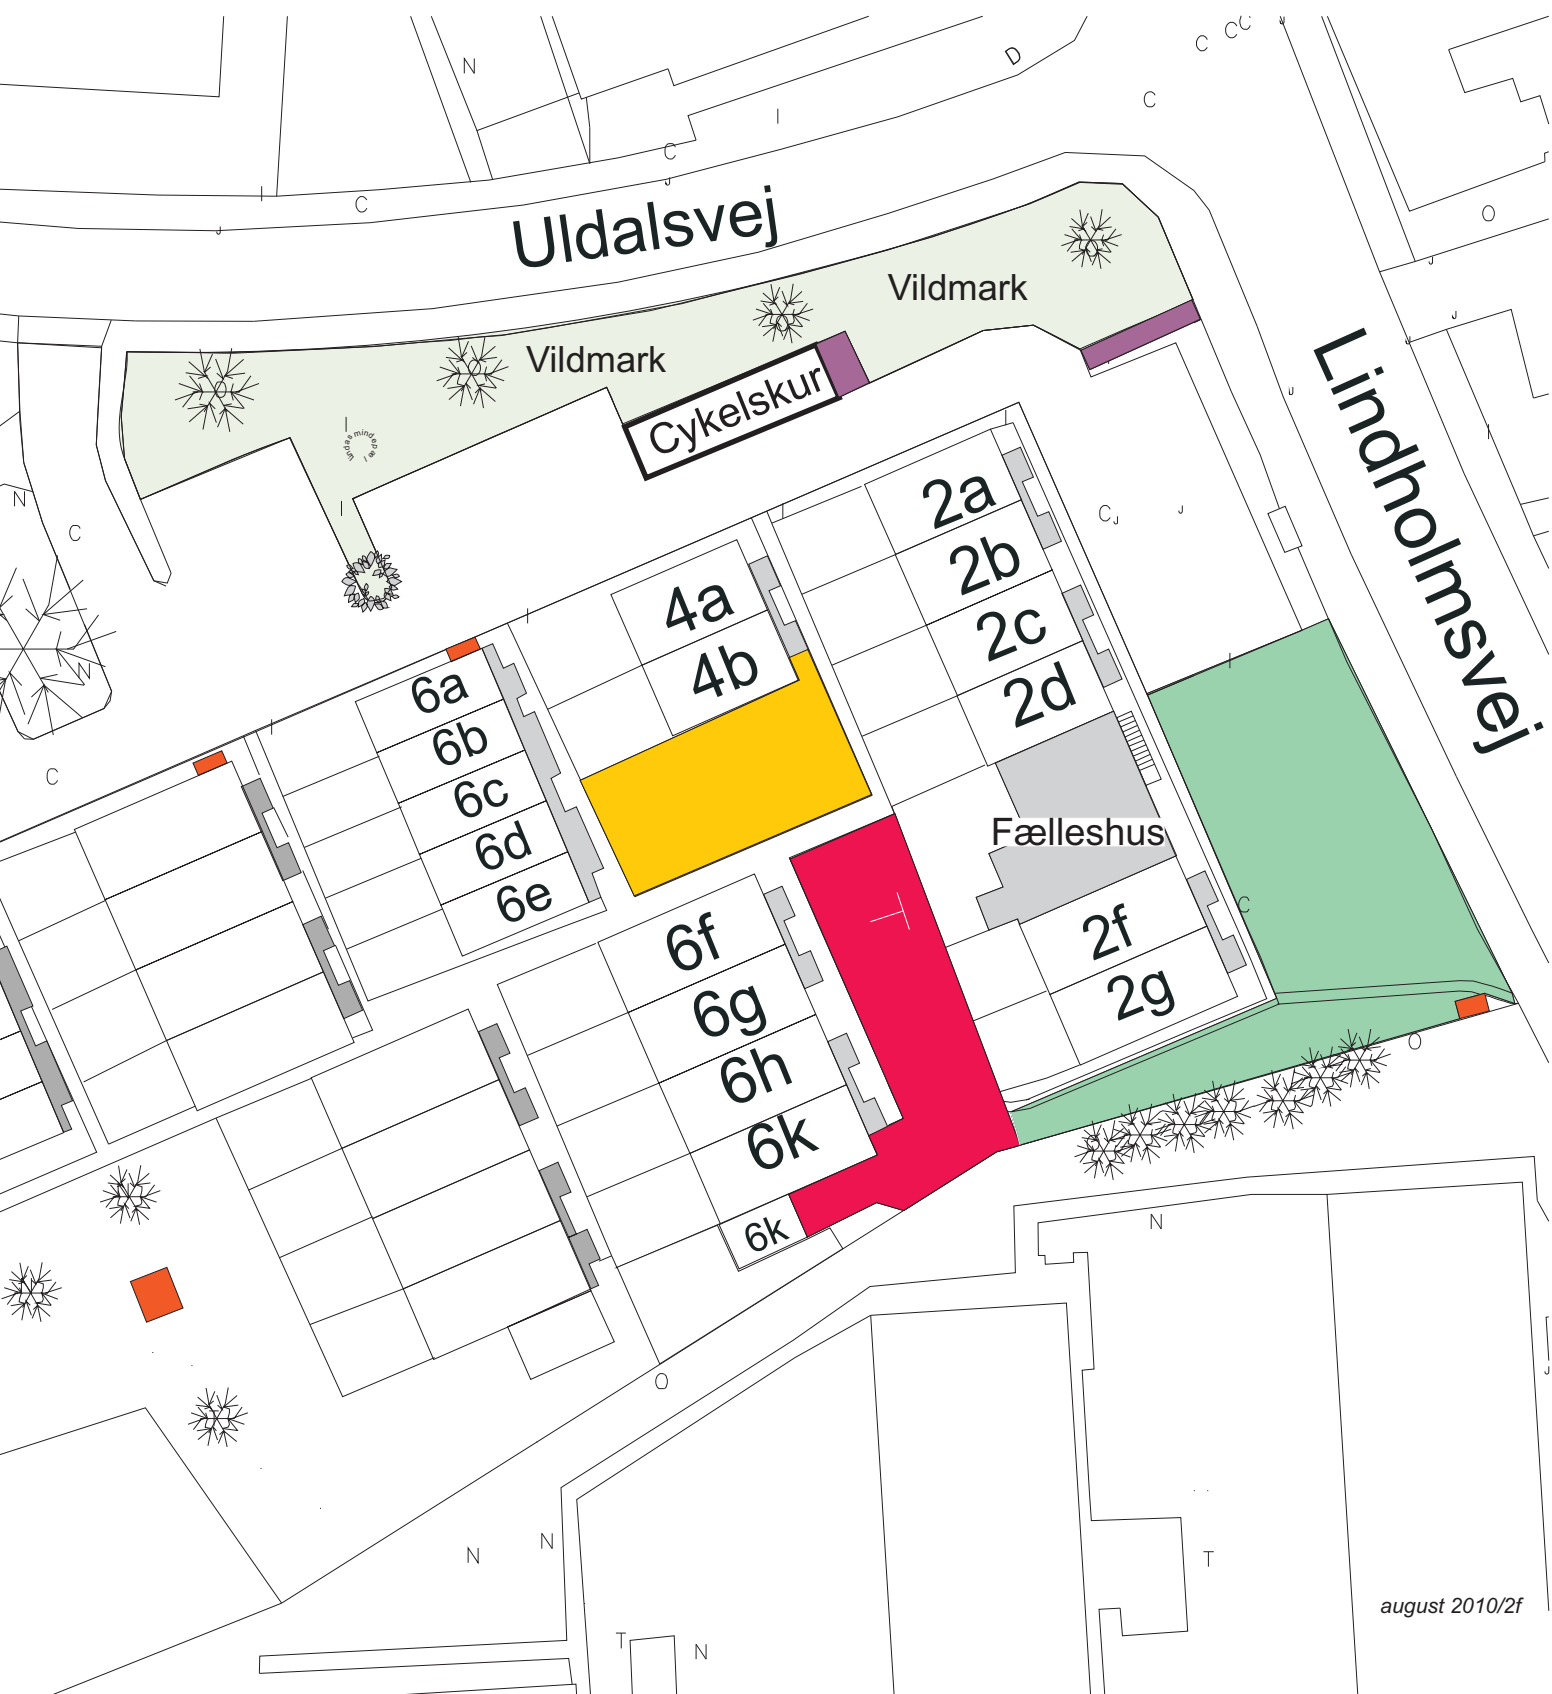 Uldalsvej
Vildmark
Vildmark
Cykelskur
Lindholmsvej
2a
2b
2c
2d
4a
4b
6a
6b
6c
6d
6e
Fælleshus
2f
2g
6f
6g
6h
6k
6k
august 2010/2f